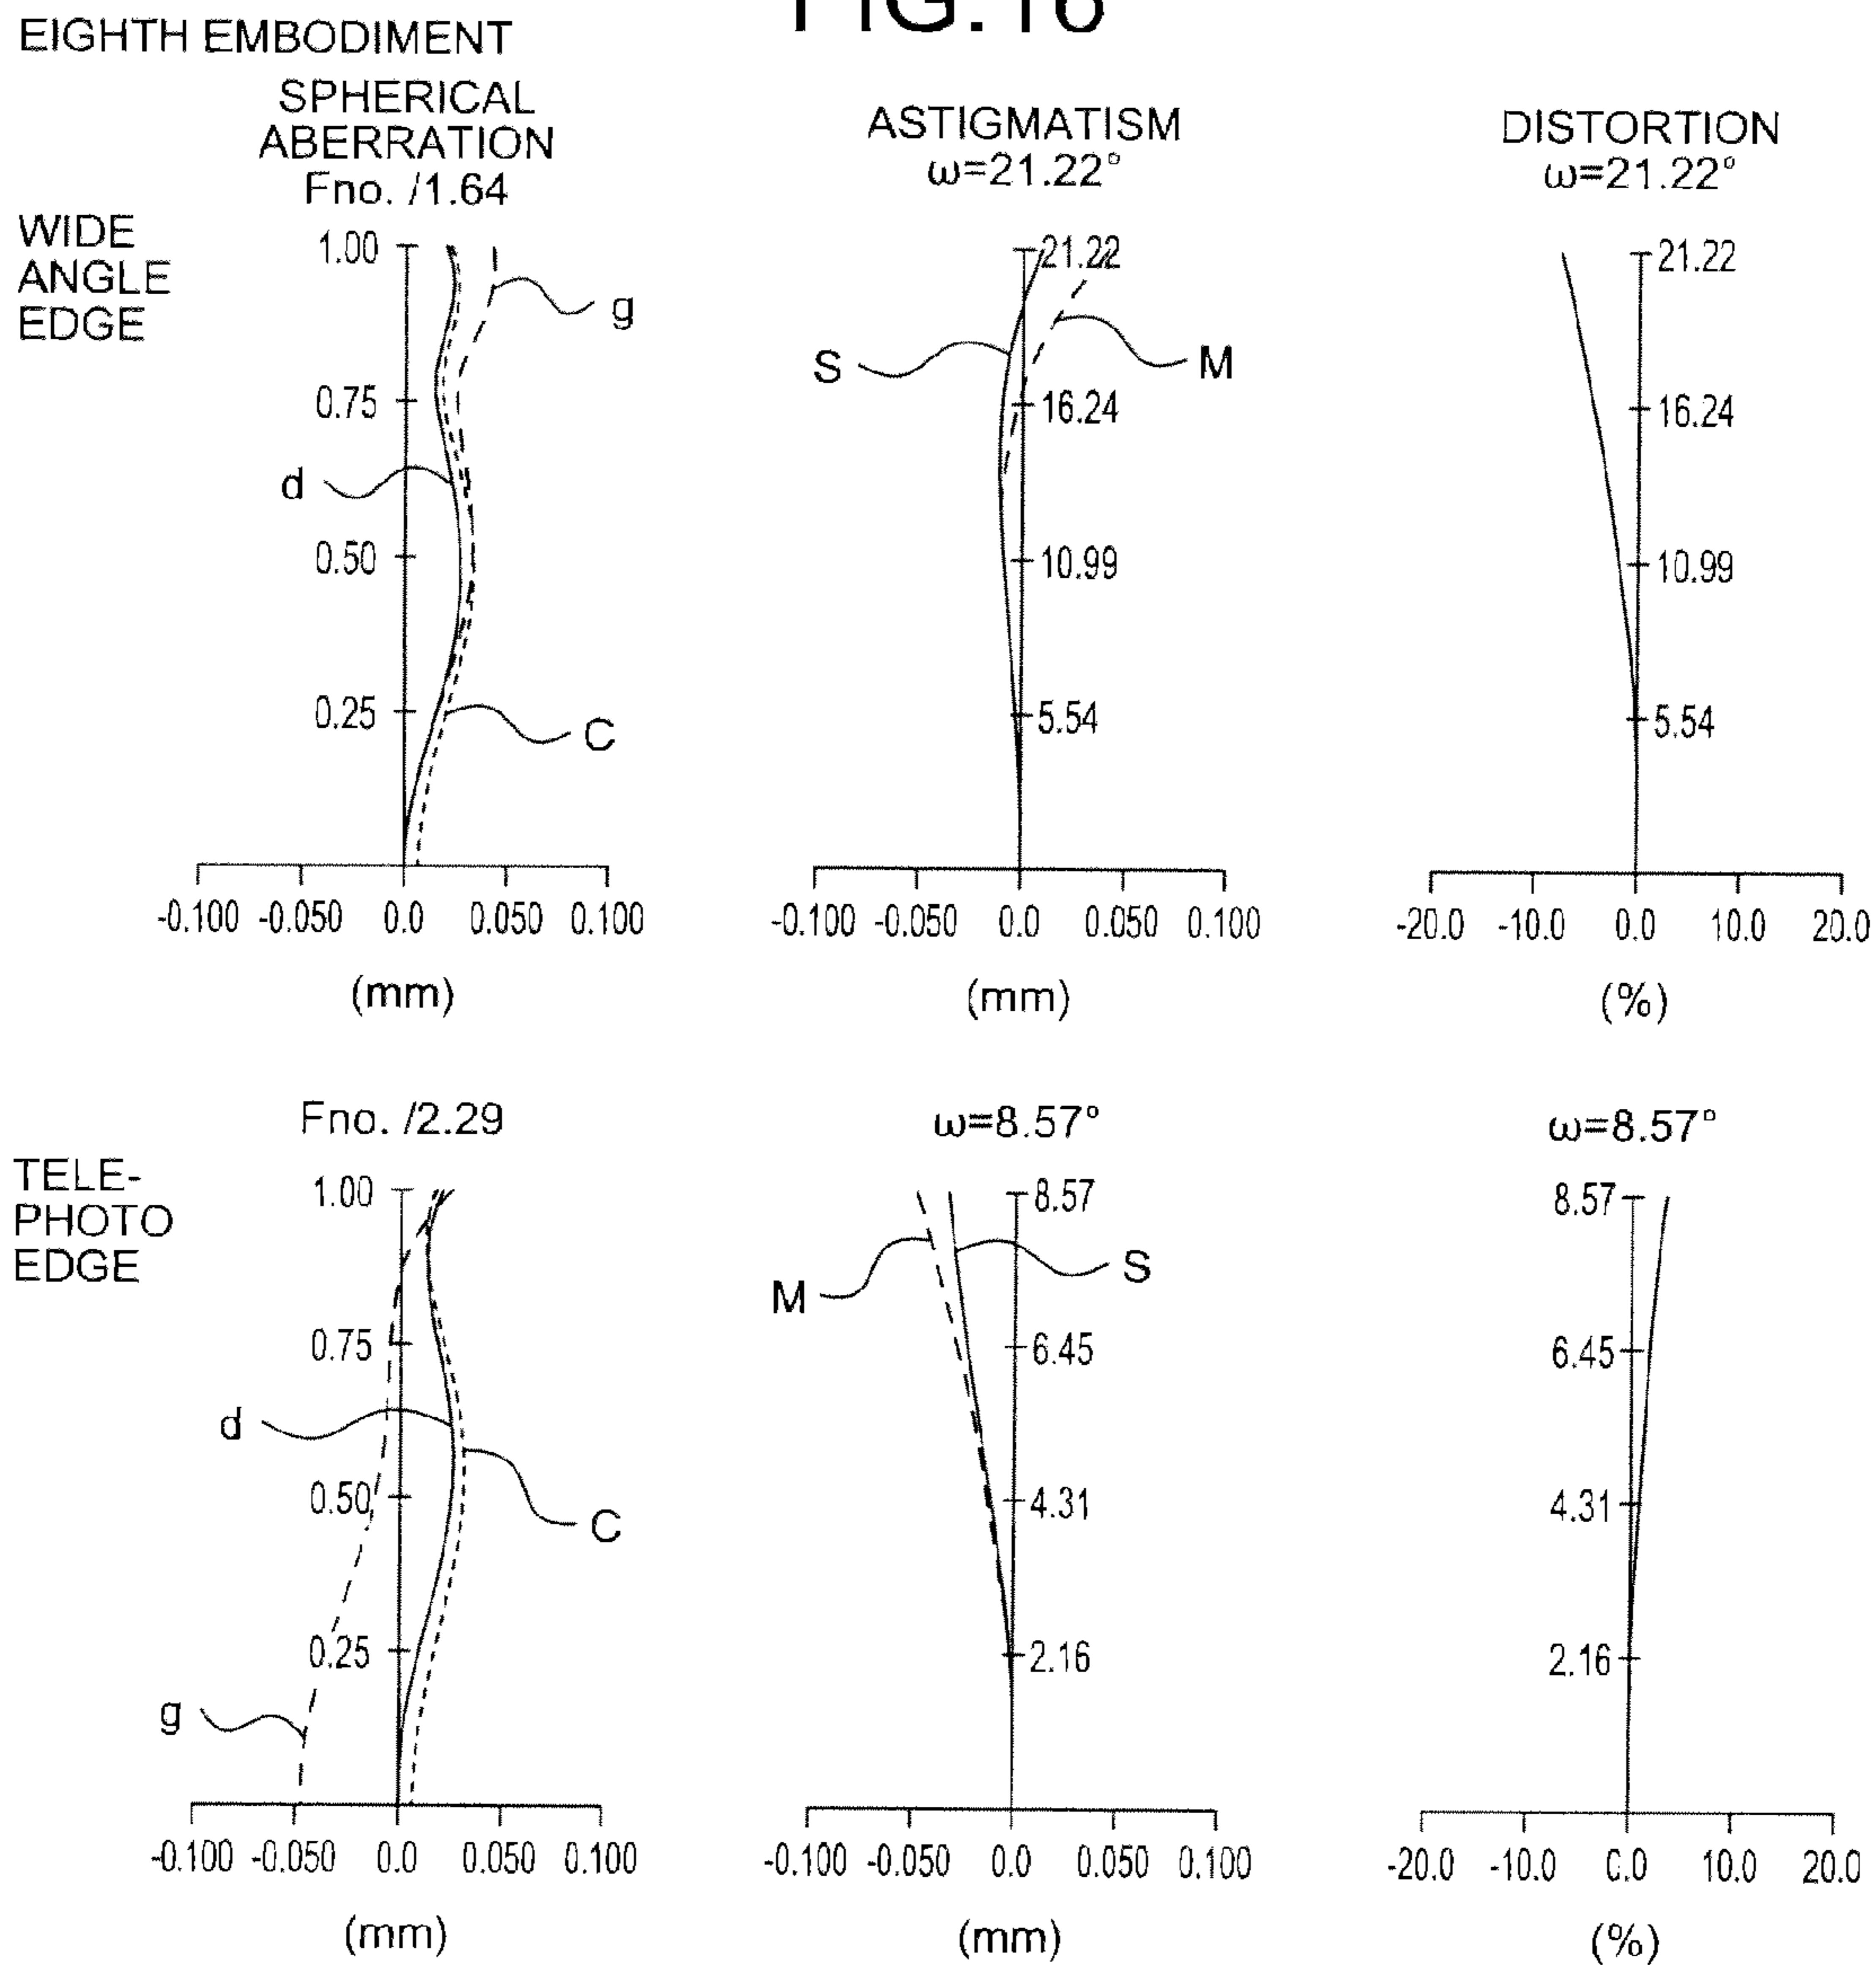 FIG.16
EIGHTH EMBODIMENT
SPHERICAL
ABERRATION
Fno. /1.64
ASTIGMATISM
ω=21.22°
DISTORTION
ω=21.22°
WIDE
ANGLE
EDGE
1.00
0.75
0.50
0.25
g
d
C
-0.100 -0.050 0.0 0.050 0.100
(mm)
21.22
16.24
10.99
5.54
S
M
-0.100 -0.050 0.0 0.050 0.100
(mm)
21.22
16.24
10.99
5.54
-20.0 -10.0 0.0 10.0 20.0
(%)
TELE-
PHOTO
EDGE
Fno. /2.29
1.00
0.75
0.50
0.25
d
C
g
-0.100 -0.050 0.0 0.050 0.100
(mm)
ω=8.57°
8.57
6.45
4.31
2.16
M
S
-0.100 -0.050 0.0 0.050 0.100
(mm)
ω=8.57°
8.57
6.45
4.31
2.16
-20.0 -10.0 0.0 10.0 20.0
(%)